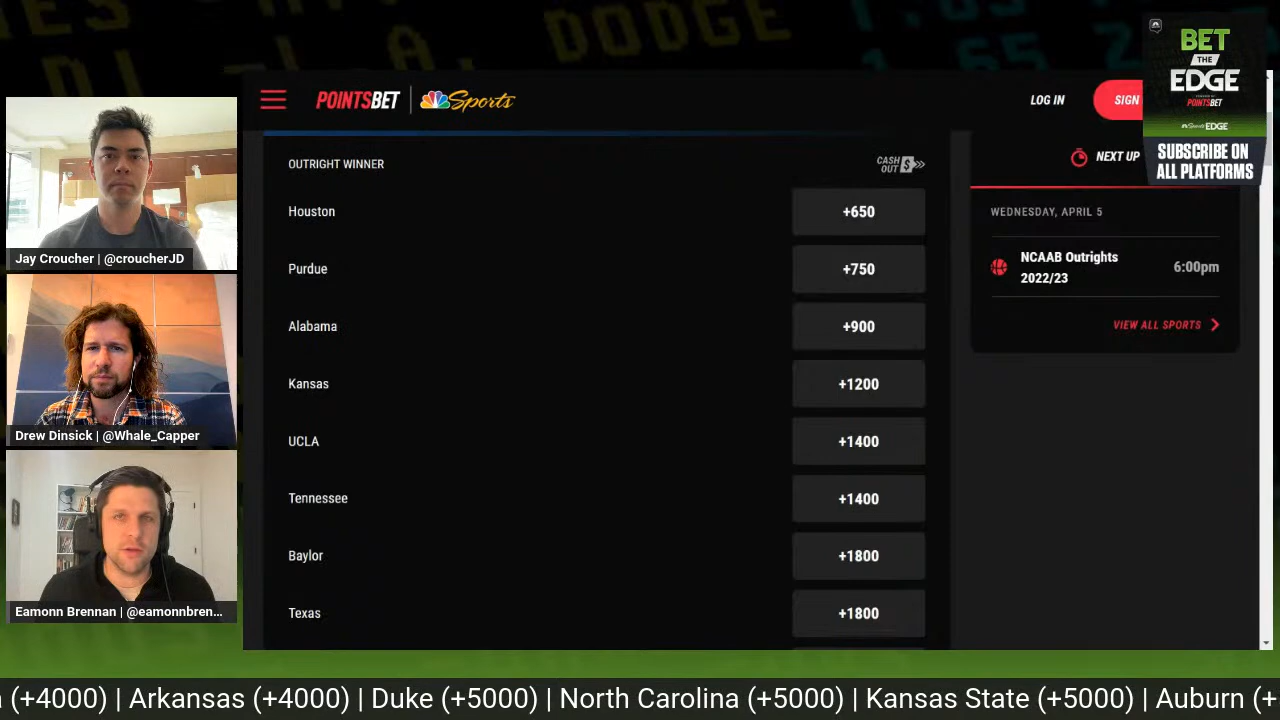 DODGE
BET
THE
EDGE
POINTSBET
SUBSCRIBE ON
ALL PLATFORMS
POINTSBET | Sports
LOG IN
SIGN
OUTRIGHT WINNER
CASH
OUT
Houston +650
Purdue +750
Alabama +900
Kansas +1200
UCLA +1400
Tennessee +1400
Baylor +1800
Texas +1800
NEXT UP
WEDNESDAY, APRIL 5
NCAAB Outrights
2022/23
6:00pm
VIEW ALL SPORTS
Jay Croucher | @croucherJD
Drew Dinsick | @Whale_Capper
Eamonn Brennan | @eamonnbren...
(+4000) | Arkansas (+4000) | Duke (+5000) | North Carolina (+5000) | Kansas State (+5000) | Auburn (+